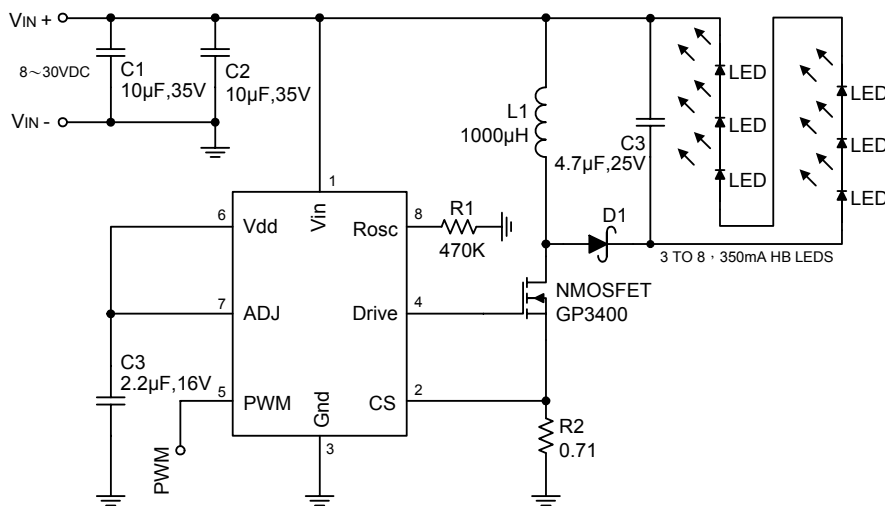 VIN +
8～30VDC
VIN -
C1
10µF,35V
C2
10µF,35V
L1
1000µH
C3
4.7µF,25V
LED
LED
LED
LED
LED
LED
D1
3 TO 8，350mA HB LEDS
1
Vin
6
Vdd
Rosc
8
R1
470K
7
ADJ
Drive
4
NMOSFET
GP3400
C3
2.2µF,16V
5
PWM
CS
2
Gnd
3
R2
0.71
PWM